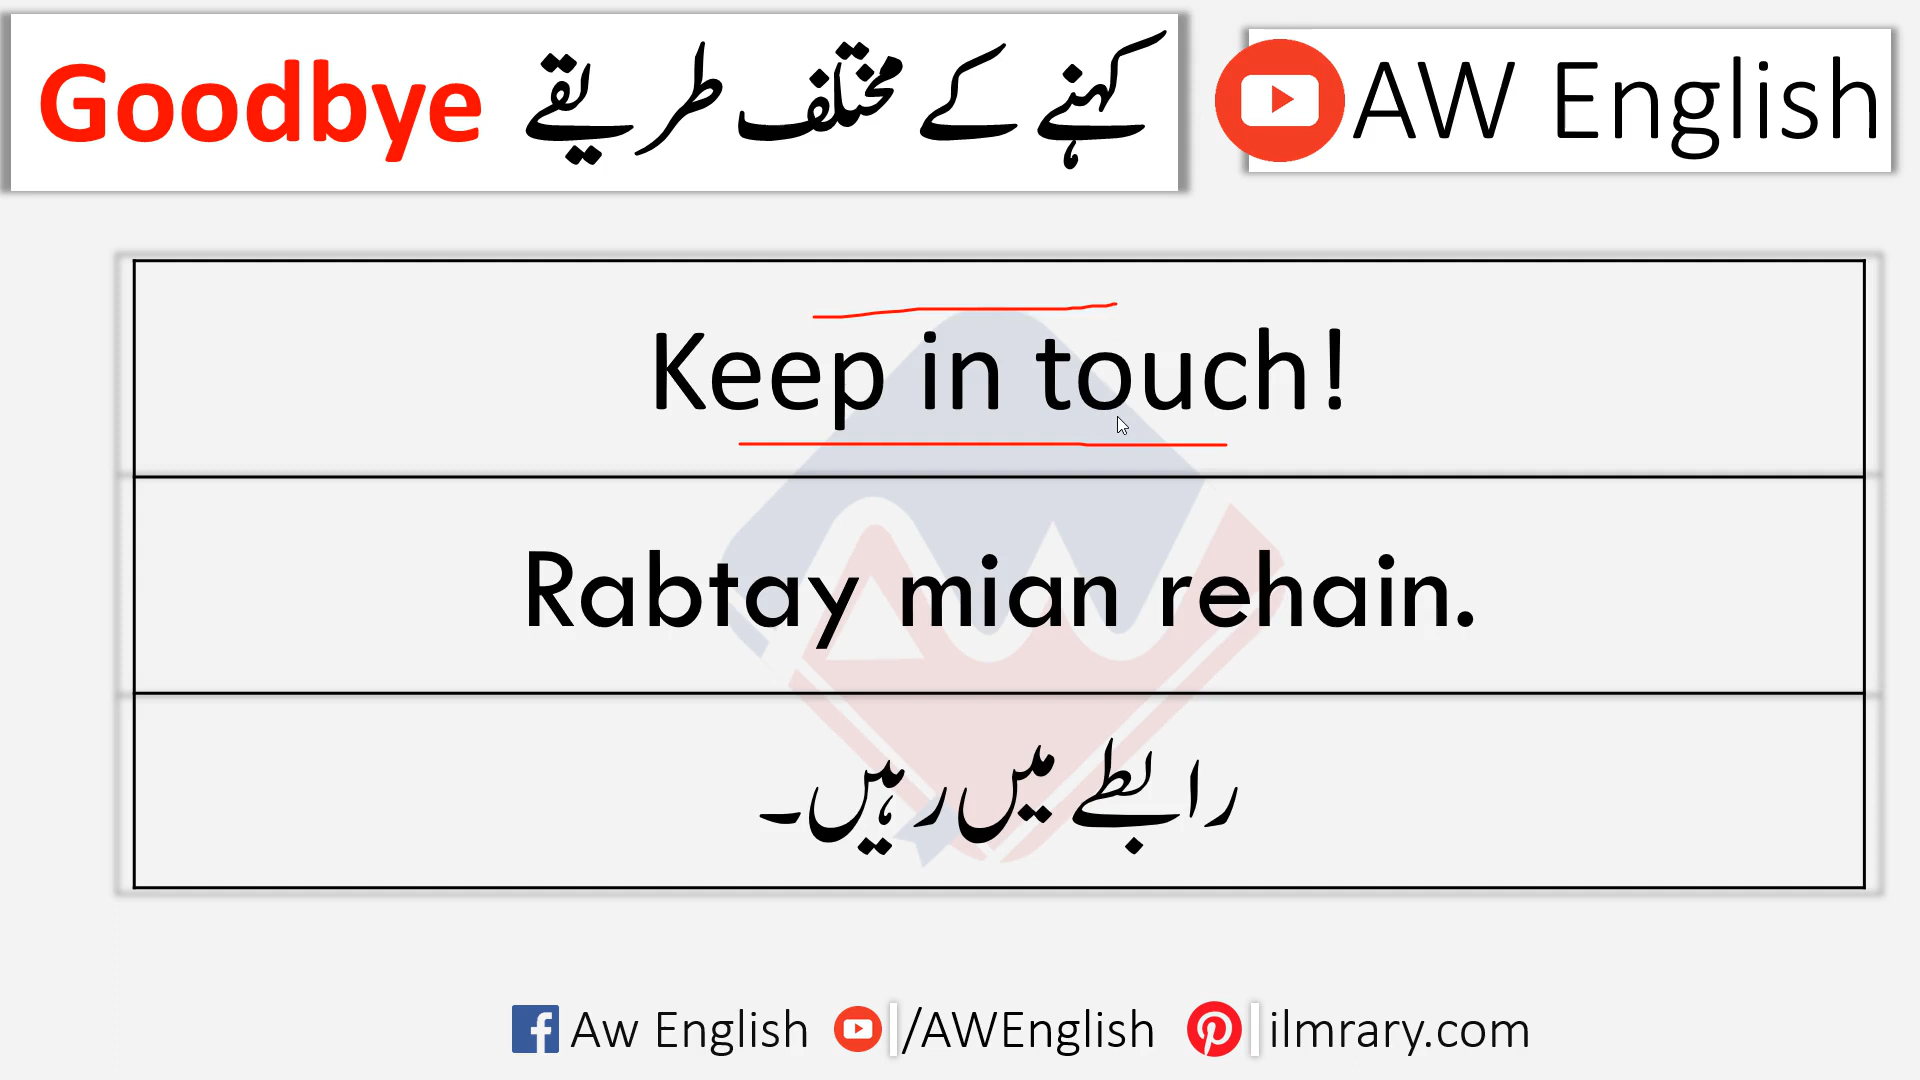 Goodbye کہنے کے مختلف طریقے
AW English
Keep in touch!
Rabtay mian rehain.
رابطے میں رہیں۔
Aw English /AWEnglish ilmrary.com